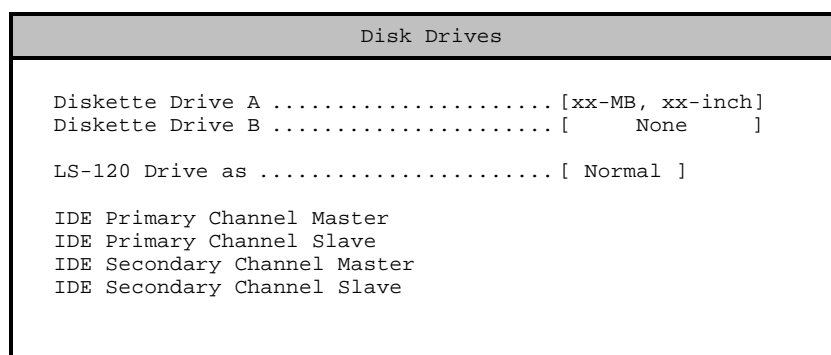 Disk Drives
Diskette Drive A ......................[xx-MB, xx-inch]
Diskette Drive B ......................[ None ]
LS-120 Drive as .......................[ Normal ]
IDE Primary Channel Master
IDE Primary Channel Slave
IDE Secondary Channel Master
IDE Secondary Channel Slave